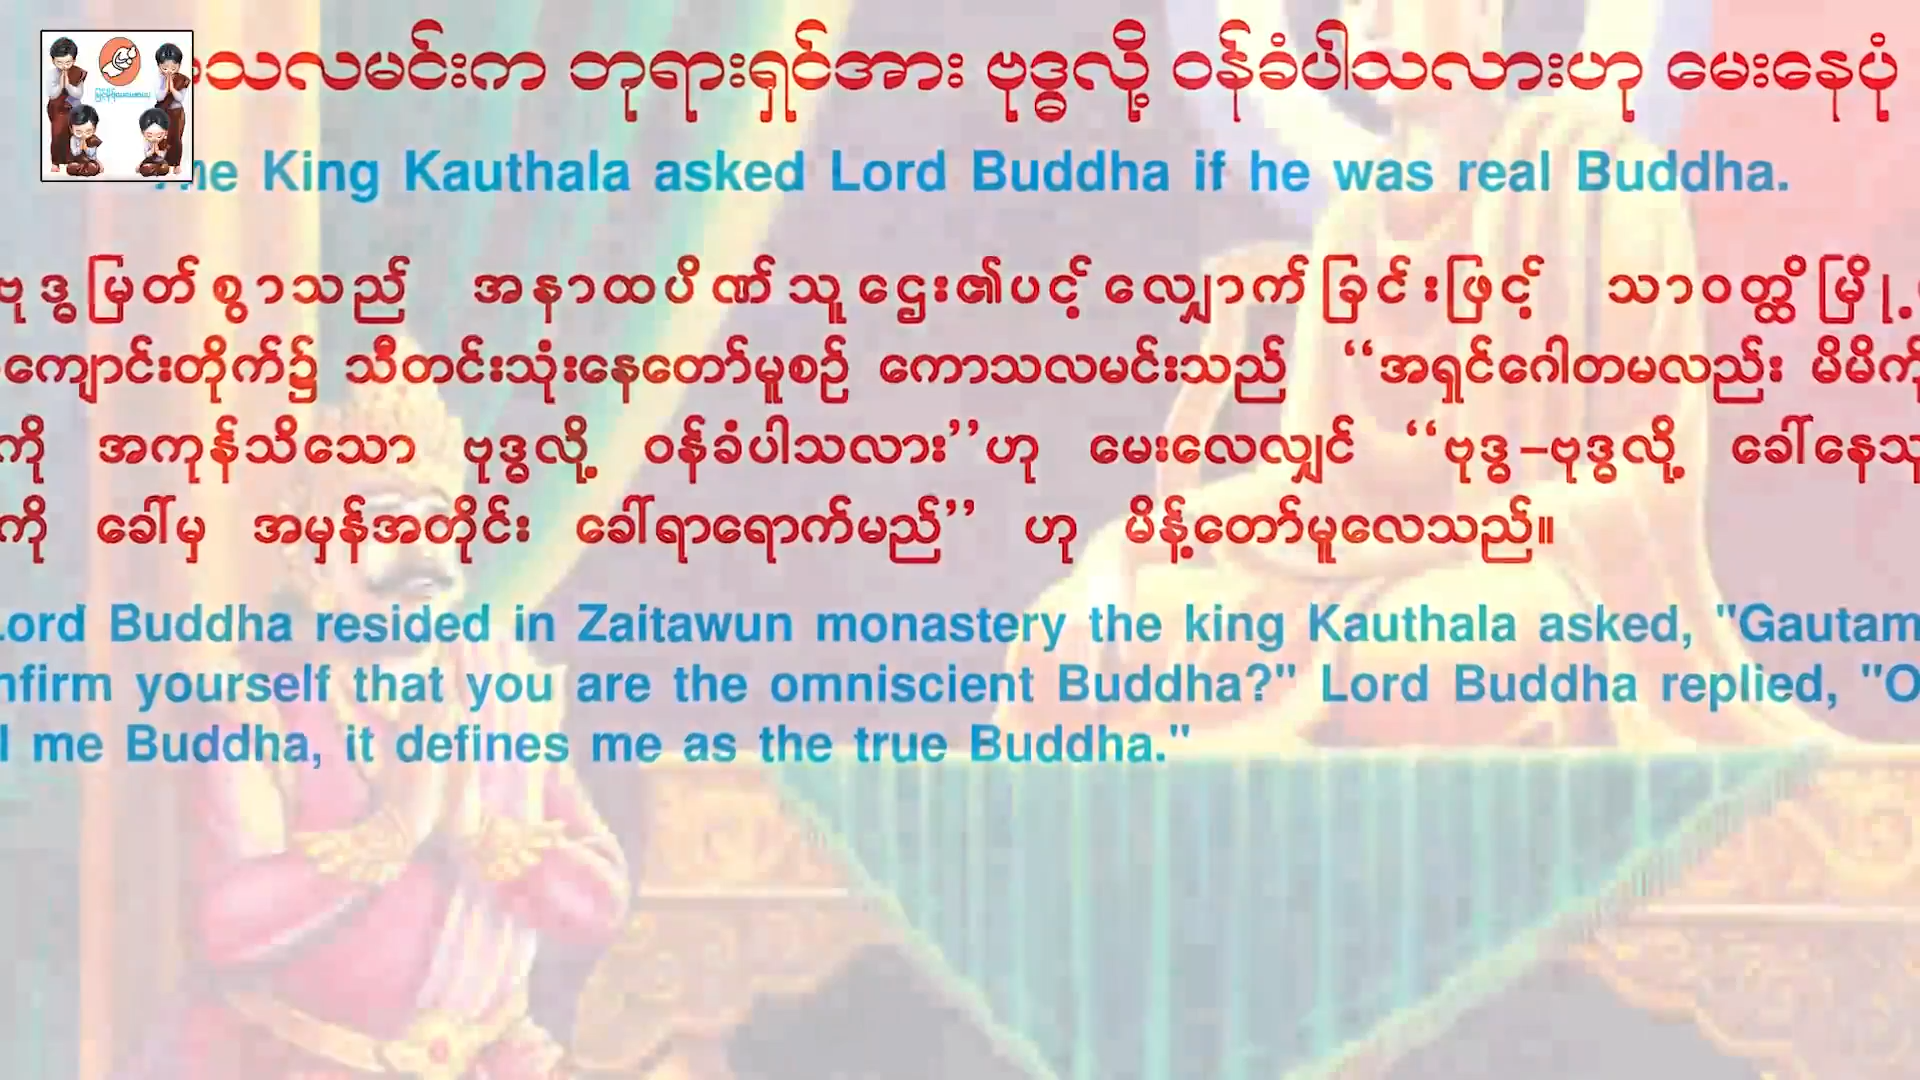 သလမင်းက ဘုရားရှင်အား ဗုဒ္ဓလို့ ဝန်ခံပါသလားဟု မေးနေပုံ
The King Kauthala asked Lord Buddha if he was real Buddha.
ဗုဒ္ဓမြတ်စွာသည် အနာထပိဏ်သူဌေး၏ပင့်လျှောက်ခြင်းဖြင့် သာဝတ္ထိမြို့
ကျောင်းတိုက်၌ သီတင်းသုံးနေတော်မူစဉ် ကောသလမင်းသည် “အရှင်ဂေါတမလည်း မိမိကို
ကို အကုန်သိသော ဗုဒ္ဓလို့ ဝန်ခံပါသလား”ဟု မေးလေလျှင် “ဗုဒ္ဓ-ဗုဒ္ဓလို့ ခေါ်နေသူ
ကို ခေါ်မှ အမှန်အတိုင်း ခေါ်ရာရောက်မည်” ဟု မိန့်တော်မူလေသည်။
Lord Buddha resided in Zaitawun monastery the king Kauthala asked, "Gautam
nfirm yourself that you are the omniscient Buddha?" Lord Buddha replied, "O
l me Buddha, it defines me as the true Buddha."